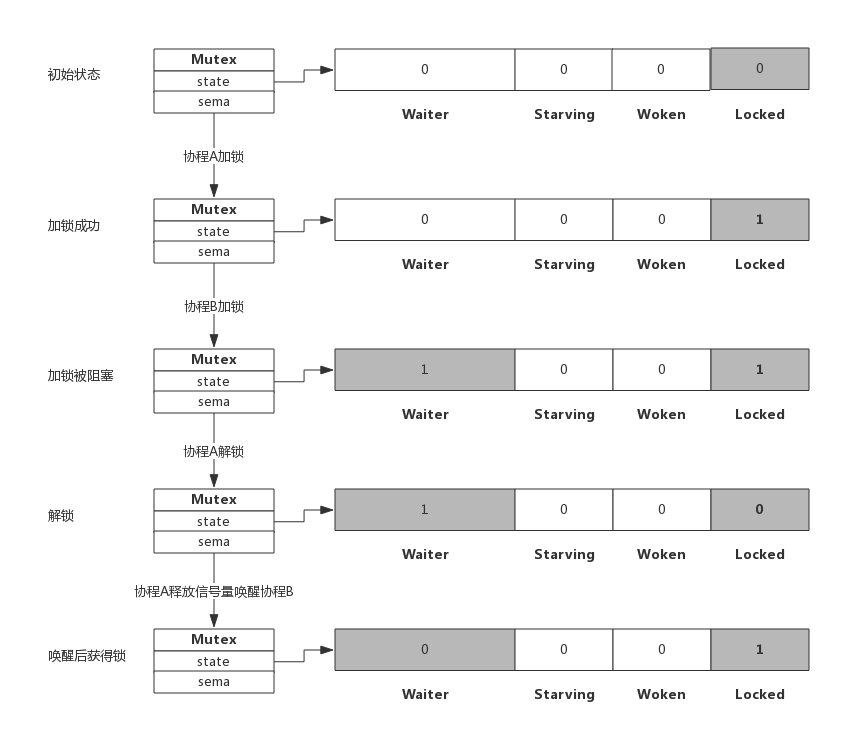 初始状态
Mutex
state
sema
0 0 0 0
Waiter Starving Woken Locked
协程A加锁
加锁成功
Mutex
state
sema
0 0 0 1
Waiter Starving Woken Locked
协程B加锁
加锁被阻塞
Mutex
state
sema
1 0 0 1
Waiter Starving Woken Locked
协程A解锁
解锁
Mutex
state
sema
1 0 0 0
Waiter Starving Woken Locked
协程A释放信号量唤醒协程B
唤醒后获得锁
Mutex
state
sema
0 0 0 1
Waiter Starving Woken Locked